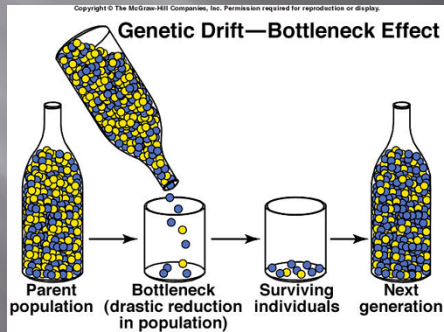 Copyright © The McGraw-Hill Companies, Inc. Permission required for reproduction or display.
Genetic Drift—Bottleneck Effect
Parent
population
Bottleneck
(drastic reduction
in population)
Surviving
individuals
Next
generation